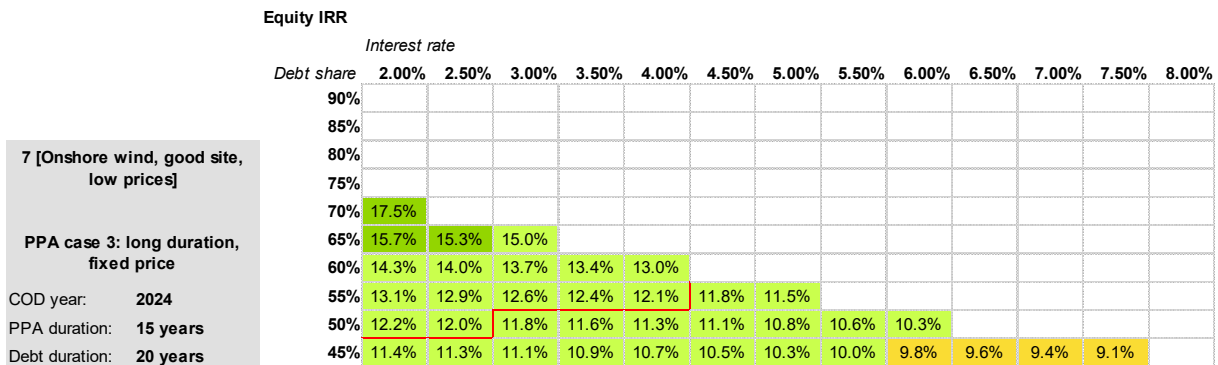 Equity IRR
Interest rate
Debt share 2.00% 2.50% 3.00% 3.50% 4.00% 4.50% 5.00% 5.50% 6.00% 6.50% 7.00% 7.50% 8.00%
90%
85%
7 [Onshore wind, good site,
low prices]
80%
75%
70% 17.5%
PPA case 3: long duration,
fixed price
65% 15.7% 15.3% 15.0%
60% 14.3% 14.0% 13.7% 13.4% 13.0%
COD year: 2024
55% 13.1% 12.9% 12.6% 12.4% 12.1% 11.8% 11.5%
PPA duration: 15 years
50% 12.2% 12.0% 11.8% 11.6% 11.3% 11.1% 10.8% 10.6% 10.3%
Debt duration: 20 years
45% 11.4% 11.3% 11.1% 10.9% 10.7% 10.5% 10.3% 10.0% 9.8% 9.6% 9.4% 9.1%